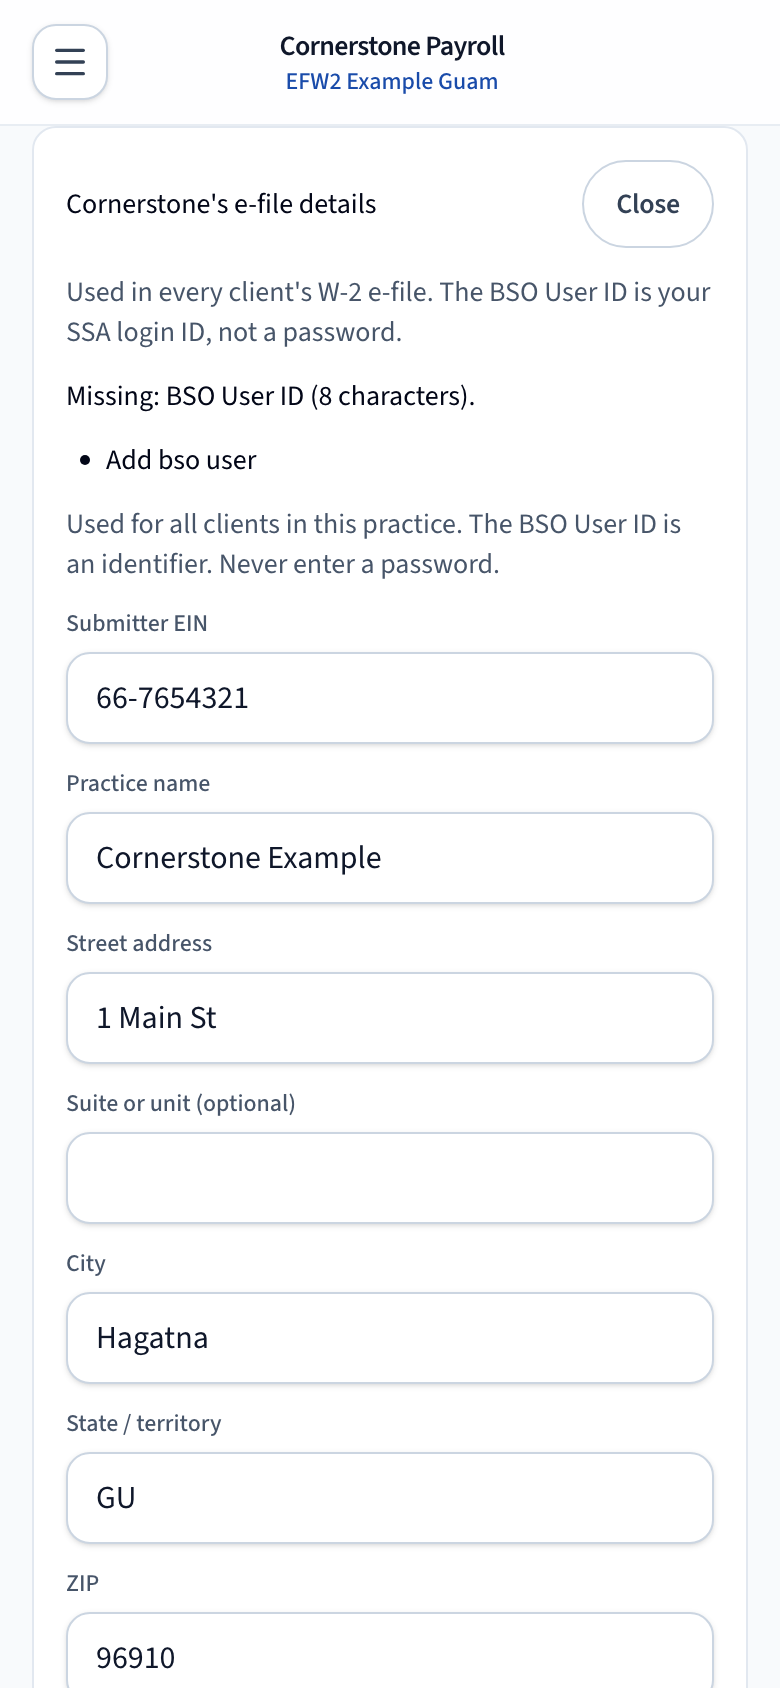 Cornerstone Payroll
EFW2 Example Guam
Cornerstone's e-file details
Close
Used in every client's W-2 e-file. The BSO User ID is your
SSA login ID, not a password.
Missing: BSO User ID (8 characters).
• Add bso user
Used for all clients in this practice. The BSO User ID is
an identifier. Never enter a password.
Submitter EIN
66-7654321
Practice name
Cornerstone Example
Street address
1 Main St
Suite or unit (optional)
City
Hagatna
State / territory
GU
ZIP
96910